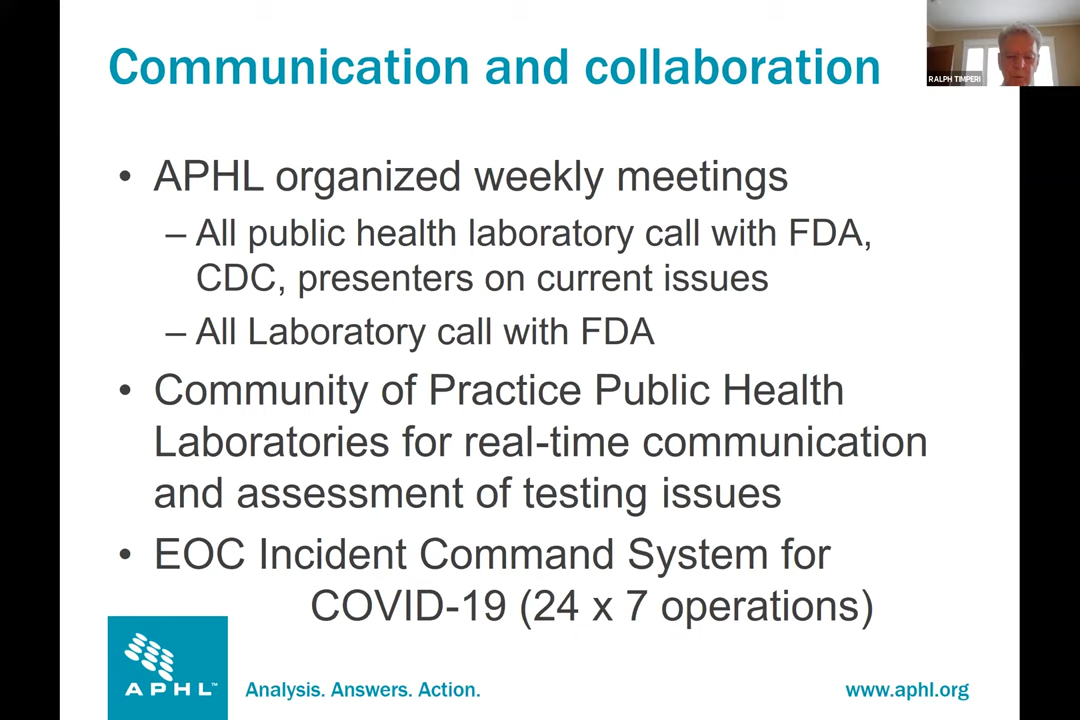 Communication and collaboration
RALPH TIMPERI
• APHL organized weekly meetings
– All public health laboratory call with FDA,
CDC, presenters on current issues
– All Laboratory call with FDA
• Community of Practice Public Health
Laboratories for real-time communication
and assessment of testing issues
• EOC Incident Command System for
COVID-19 (24 x 7 operations)
APHL™
Analysis. Answers. Action.
www.aphl.org